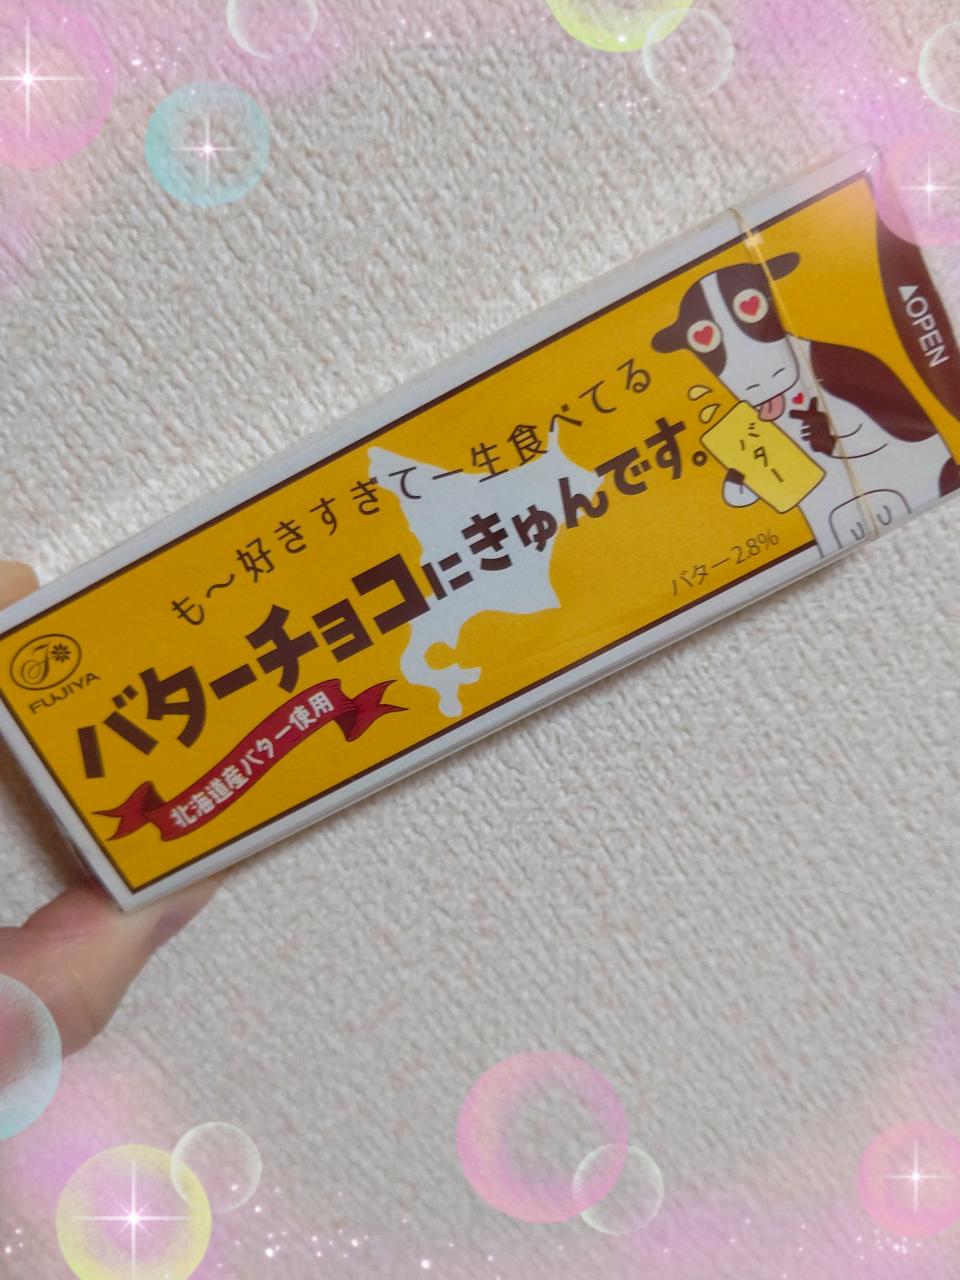 も〜好きすぎて一生食べてる
バターチョコにきゅんです。
FUJIYA
北海道産バター使用
バター
バター2.8%
▲OPEN